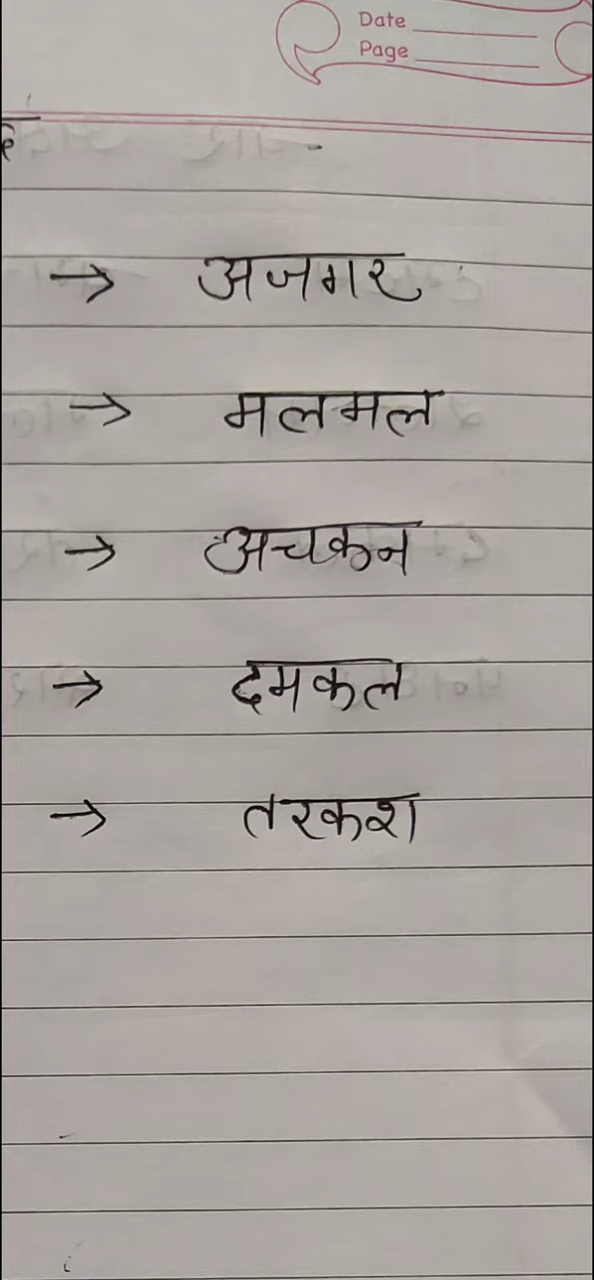 Date
Page
→ अजगर
→ मलमल
→ अचकन
→ दमकल
→ तरकश